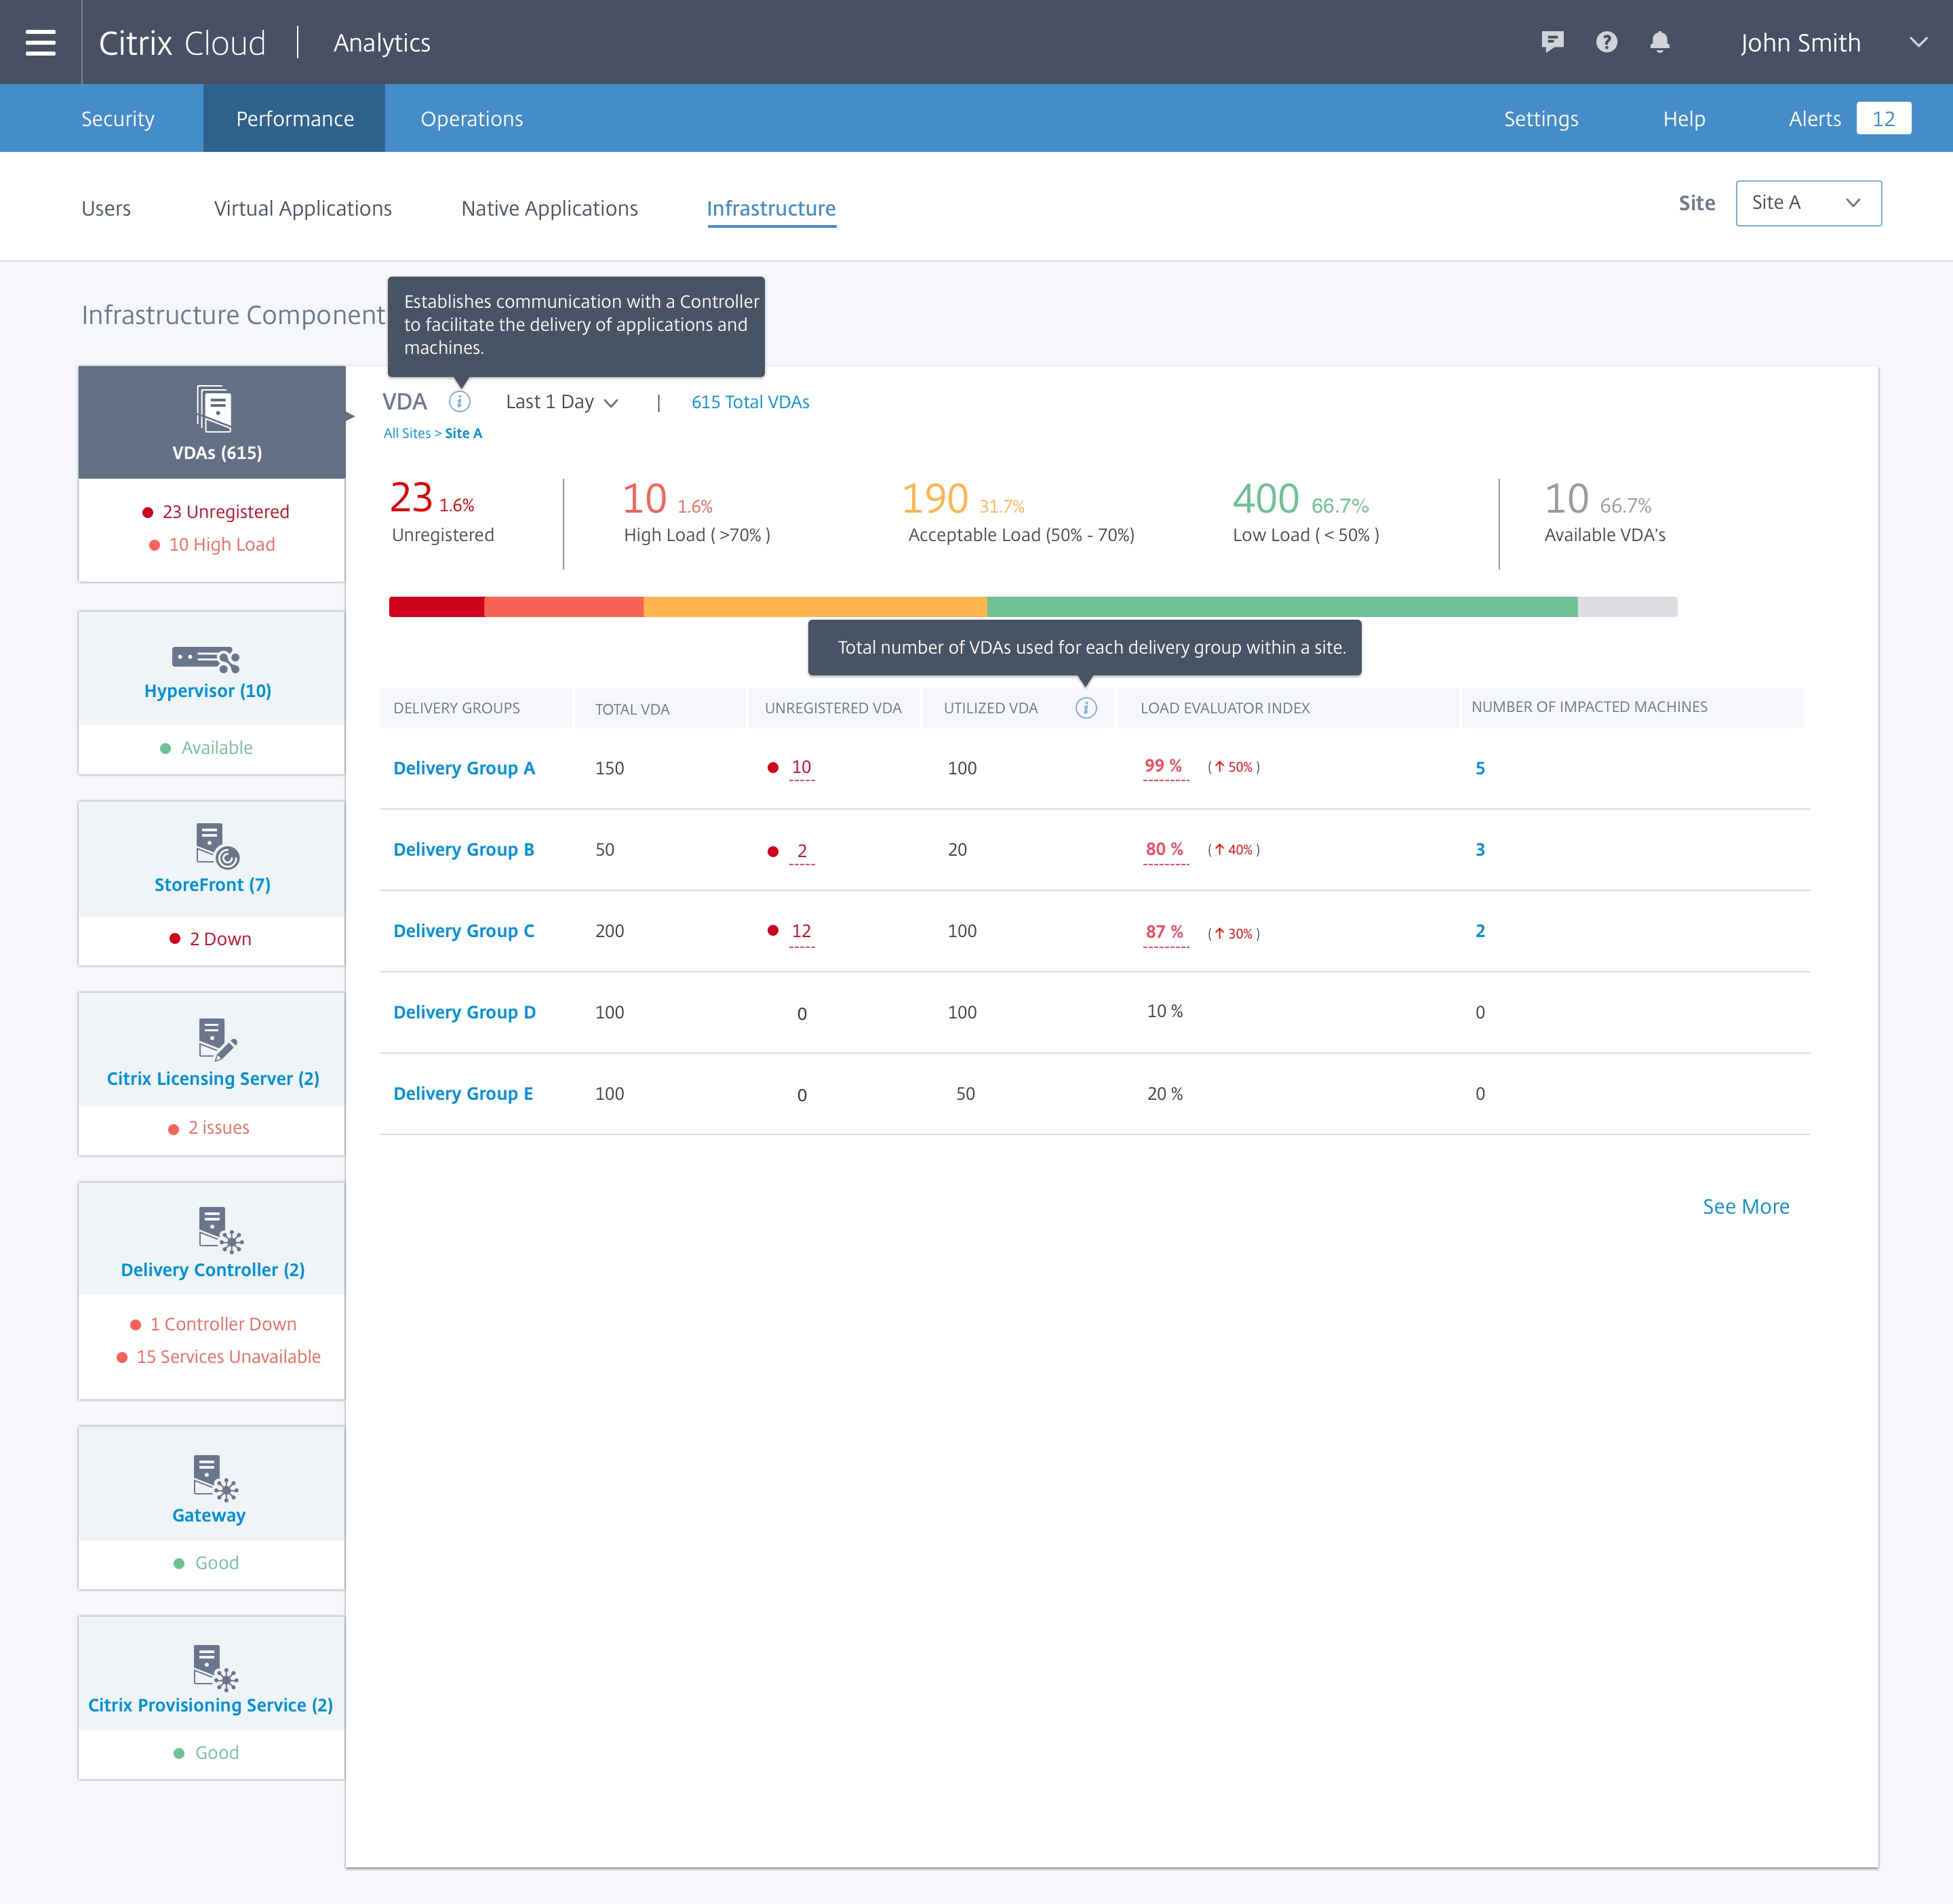 Citrix Cloud | Analytics
John Smith
Security
Performance
Operations
Settings
Help
Alerts
12
Users
Virtual Applications
Native Applications
Infrastructure
Site
Site A
Infrastructure Component
Establishes communication with a Controller
to facilitate the delivery of applications and
machines.
VDAs (615)
23 Unregistered
10 High Load
Hypervisor (10)
Available
StoreFront (7)
2 Down
Citrix Licensing Server (2)
2 issues
Delivery Controller (2)
1 Controller Down
15 Services Unavailable
Gateway
Good
Citrix Provisioning Service (2)
Good
VDA
Last 1 Day
| 615 Total VDAs
All Sites > Site A
23 1.6%
Unregistered
10 1.6%
High Load ( >70% )
190 31.7%
Acceptable Load (50% - 70%)
400 66.7%
Low Load ( < 50% )
10 66.7%
Available VDA's
Total number of VDAs used for each delivery group within a site.
DELIVERY GROUPS TOTAL VDA UNREGISTERED VDA UTILIZED VDA LOAD EVALUATOR INDEX NUMBER OF IMPACTED MACHINES
Delivery Group A 150 10 100 99 % (↑ 50% ) 5
Delivery Group B 50 2 20 80 % (↑ 40% ) 3
Delivery Group C 200 12 100 87 % (↑ 30% ) 2
Delivery Group D 100 0 100 10 % 0
Delivery Group E 100 0 50 20 % 0
See More